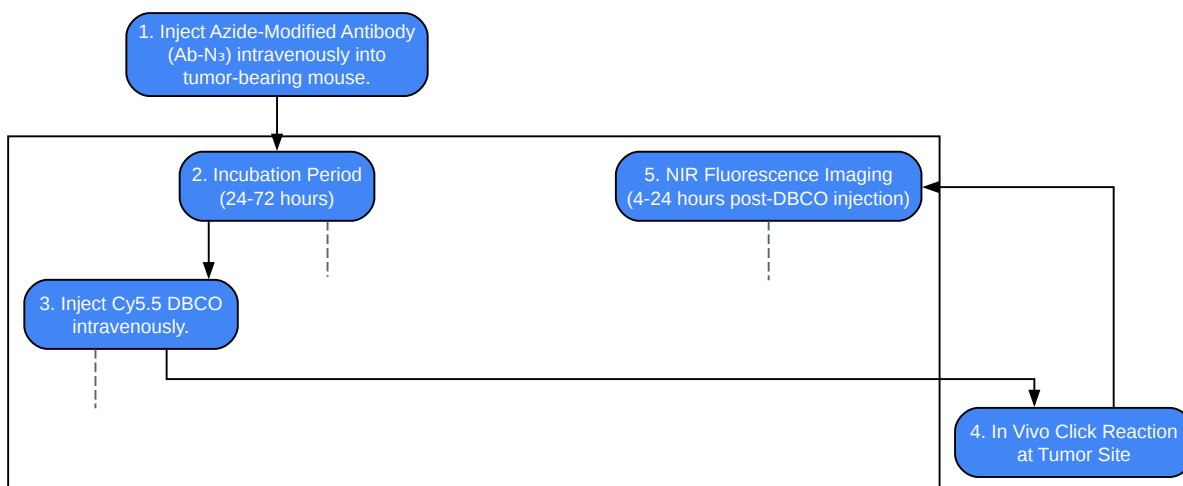 1. Inject Azide-Modified Antibody
(Ab-N₃) intravenously into
tumor-bearing mouse.
2. Incubation Period
(24-72 hours)
5. NIR Fluorescence Imaging
(4-24 hours post-DBCO injection)
3. Inject Cy5.5 DBCO
intravenously.
4. In Vivo Click Reaction
at Tumor Site